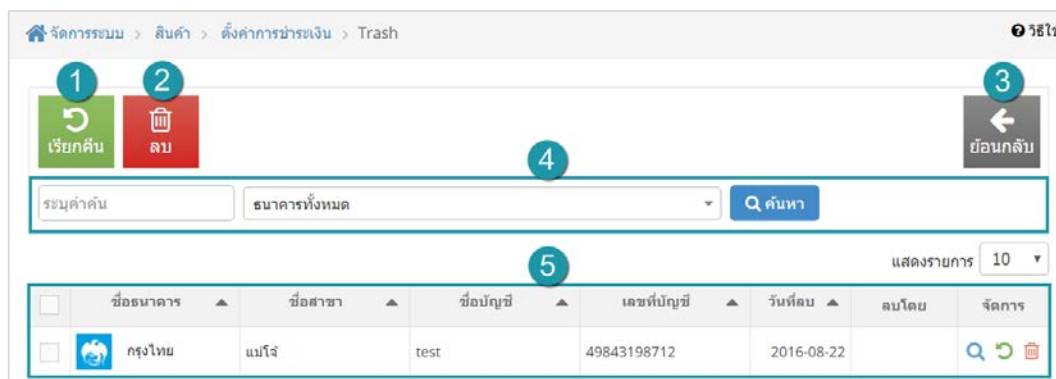 จัดการระบบ > สินค้า > ตั้งค่าการชำระเงิน > Trash
วิธีใช
1 2 3
เรียกคืน ลบ ย้อนกลับ
4
ระบุคำค้น ธนาคารทั้งหมด ค้นหา
แสดงรายการ 10
5
ชื่อธนาคาร ชื่อสาขา ชื่อบัญชี เลขที่บัญชี วันที่ลบ ลบโดย จัดการ
กรุงไทย แม่โจ้ test 49843198712 2016-08-22